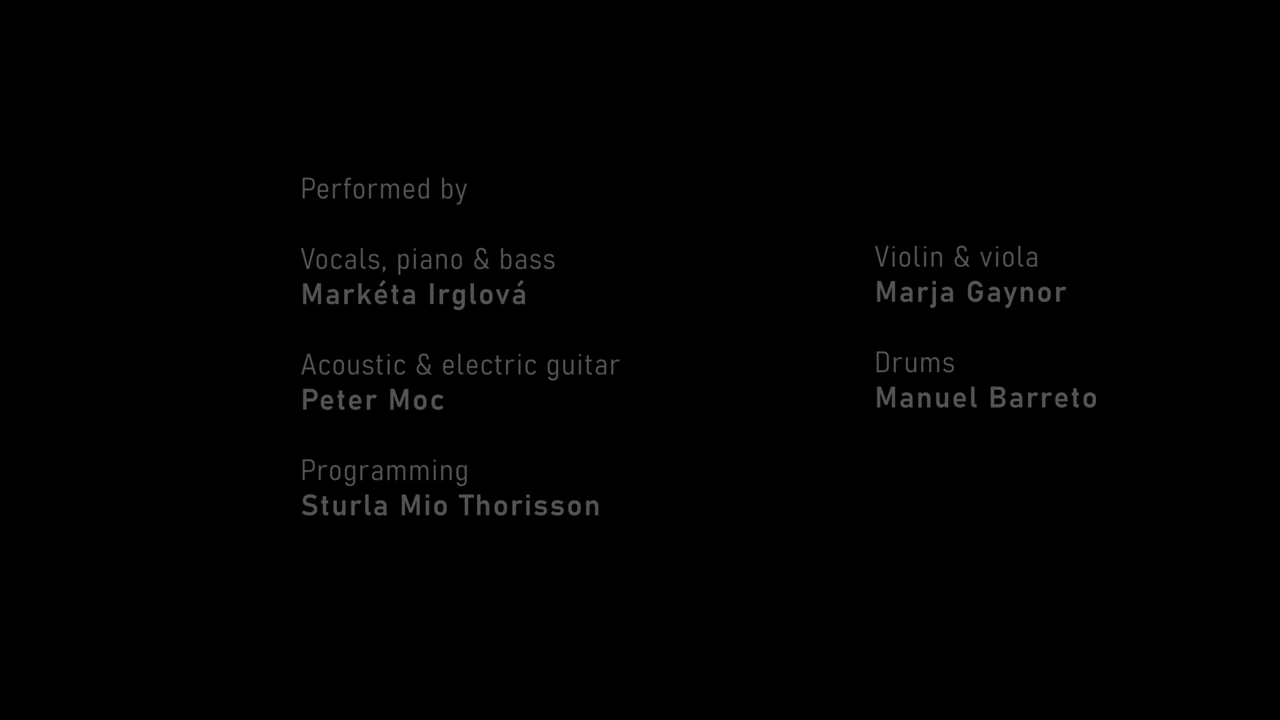 Performed by
Vocals, piano & bass
Markéta Irglová
Acoustic & electric guitar
Peter Moc
Programming
Sturla Mio Thorisson
Violin & viola
Marja Gaynor
Drums
Manuel Barreto